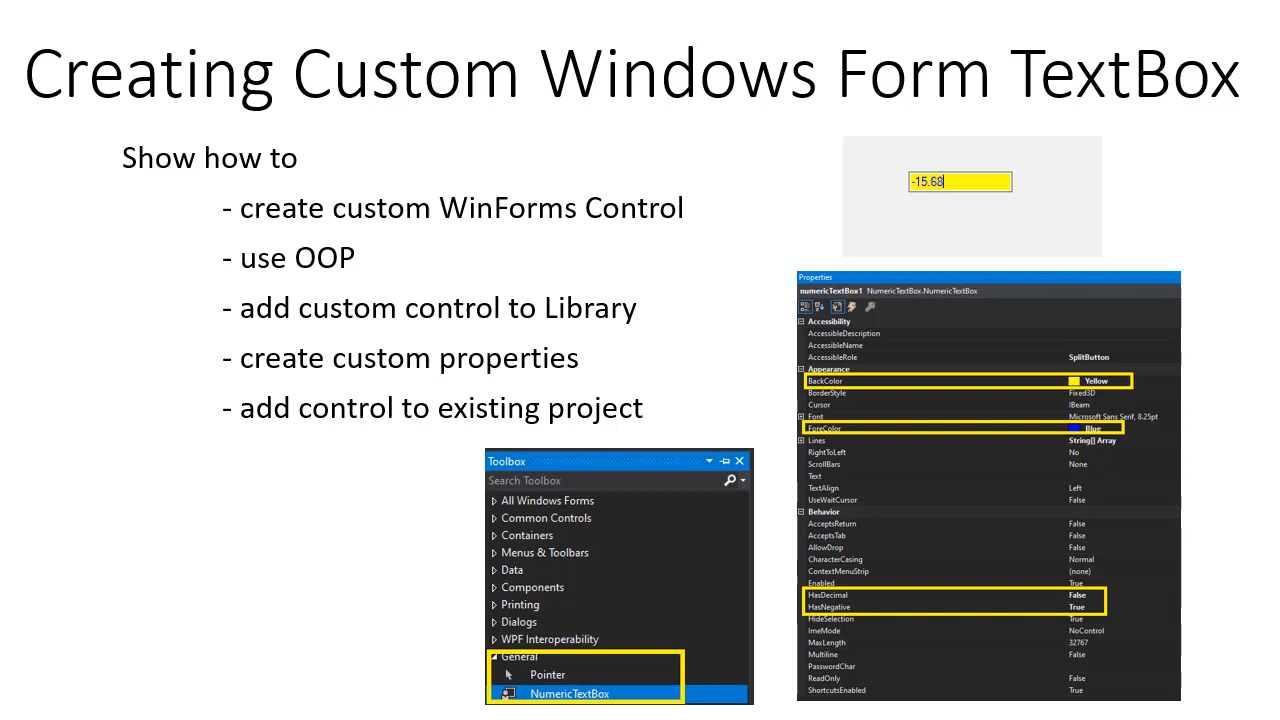 Creating Custom Windows Form TextBox
Show how to
- create custom WinForms Control
- use OOP
- add custom control to Library
- create custom properties
- add control to existing project
-15.68
Properties
numericTextBox1 NumericTextBox.NumericTextBox
Accessibility
AccessibleDescription
AccessibleName
AccessibleRole SplitButton
Appearance
BackColor Yellow
BorderStyle Fixed3D
Cursor IBeam
Font Microsoft Sans Serif, 8.25pt
ForeColor Blue
Lines String[] Array
RightToLeft No
ScrollBars None
Text
TextAlign Left
UseWaitCursor False
Behavior
AcceptsReturn False
AcceptsTab False
AllowDrop False
CharacterCasing Normal
ContextMenuStrip (none)
Enabled True
HasDecimal False
HasNegative True
HideSelection True
ImeMode NoControl
MaxLength 32767
Multiline False
PasswordChar
ReadOnly False
ShortcutsEnabled True
Toolbox
Search Toolbox
All Windows Forms
Common Controls
Containers
Menus & Toolbars
Data
Components
Printing
Dialogs
WPF Interoperability
General
Pointer
NumericTextBox